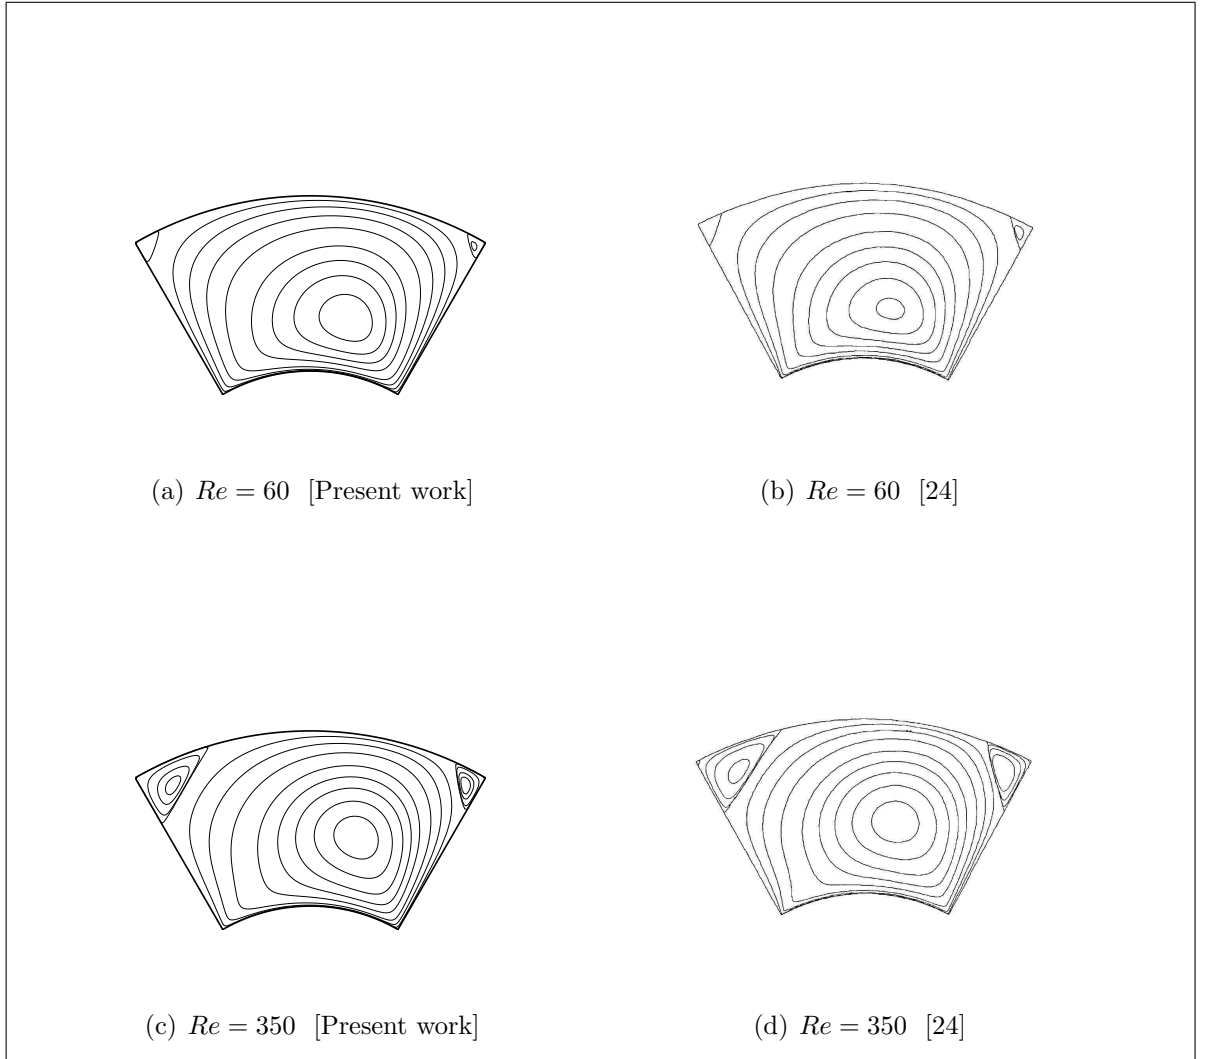 (a) Re = 60 [Present work]
(b) Re = 60 [24]
(c) Re = 350 [Present work]
(d) Re = 350 [24]